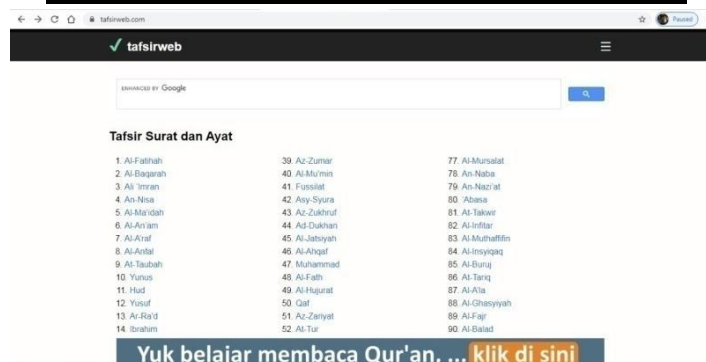 tafsirweb.com
Paused
tafsirweb
ENHANCED BY Google
Tafsir Surat dan Ayat
1. Al-Fatihah
2. Al-Baqarah
3. Ali 'Imran
4. An-Nisa
5. Al-Ma'idah
6. Al-An'am
7. Al-A'raf
8. Al-Anfal
9. At-Taubah
10. Yunus
11. Hud
12. Yusuf
13. Ar-Ra'd
14. Ibrahim
39. Az-Zumar
40. Al-Mu'min
41. Fussilat
42. Asy-Syura
43. Az-Zukhruf
44. Ad-Dukhan
45. Al-Jatsiyah
46. Al-Ahqaf
47. Muhammad
48. Al-Fath
49. Al-Hujurat
50. Qaf
51. Az-Zariyat
52. At-Tur
77. Al-Mursalat
78. An-Naba
79. An-Nazi'at
80. 'Abasa
81. At-Takwir
82. Al-Infitar
83. Al-Muthaffifin
84. Al-Insyiqaq
85. Al-Buruj
86. At-Tariq
87. Al-A'la
88. Al-Ghasyiyah
89. Al-Fajr
90. Al-Balad
Yuk belajar membaca Qur'an, ... klik di sini